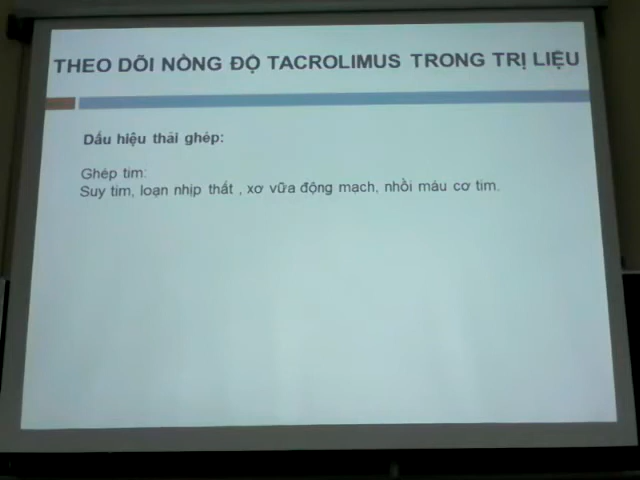 THEO DÕI NỒNG ĐỘ TACROLIMUS TRONG TRỊ LIỆU
Dấu hiệu thải ghép:
Ghép tim:
Suy tim, loạn nhịp thất , xơ vữa động mạch, nhồi máu cơ tim.